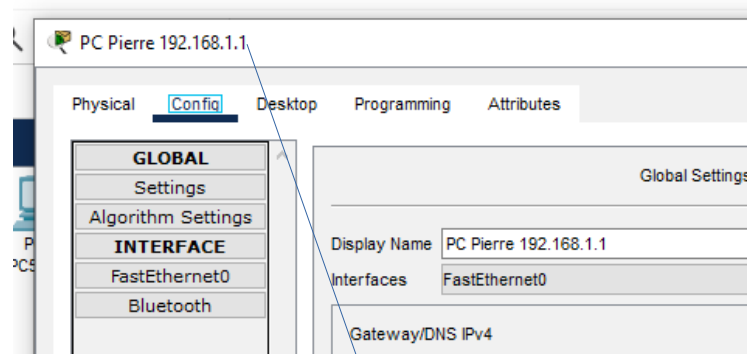 PC Pierre 192.168.1.1
Physical Config Desktop Programming Attributes
GLOBAL
Settings
Algorithm Settings
INTERFACE
FastEthernet0
Bluetooth
Global Settings
Display Name PC Pierre 192.168.1.1
Interfaces FastEthernet0
Gateway/DNS IPv4